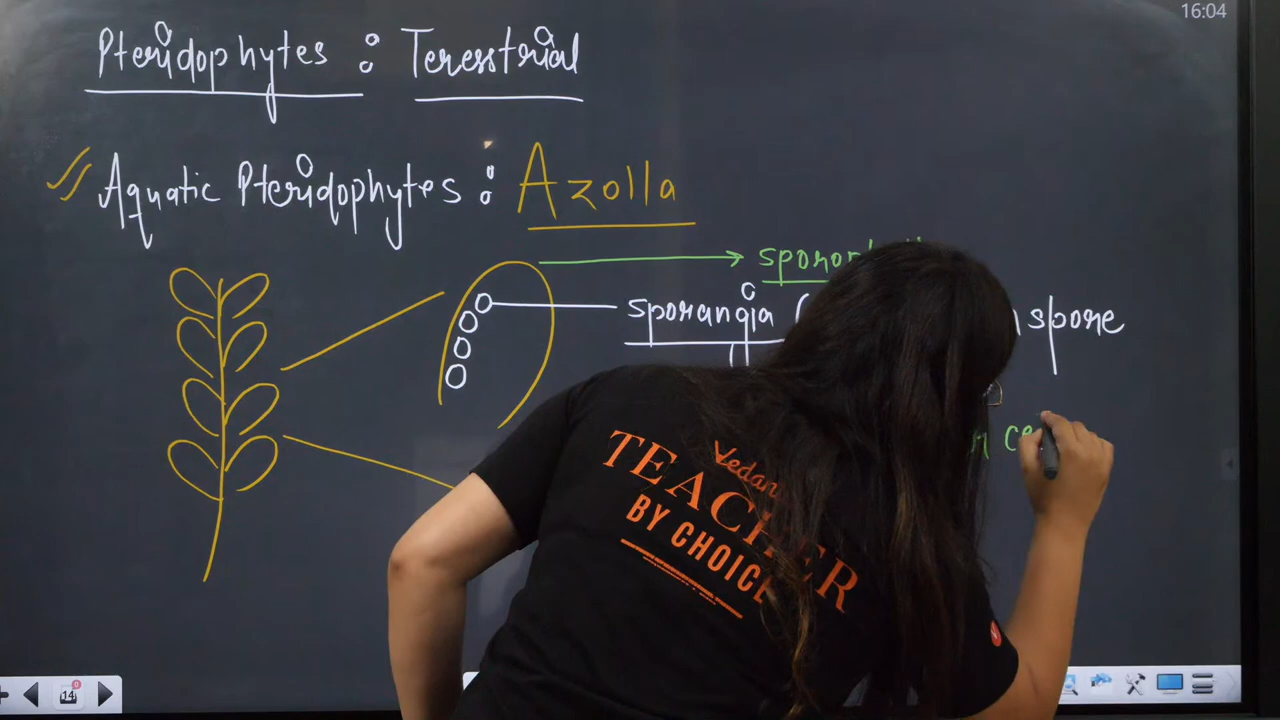 16:04
Pteridophytes : Teresstrial
Aquatic Pteridophytes : Azolla
sporangia ( spore
Vedan
TEACHER
BY CHOICE
14